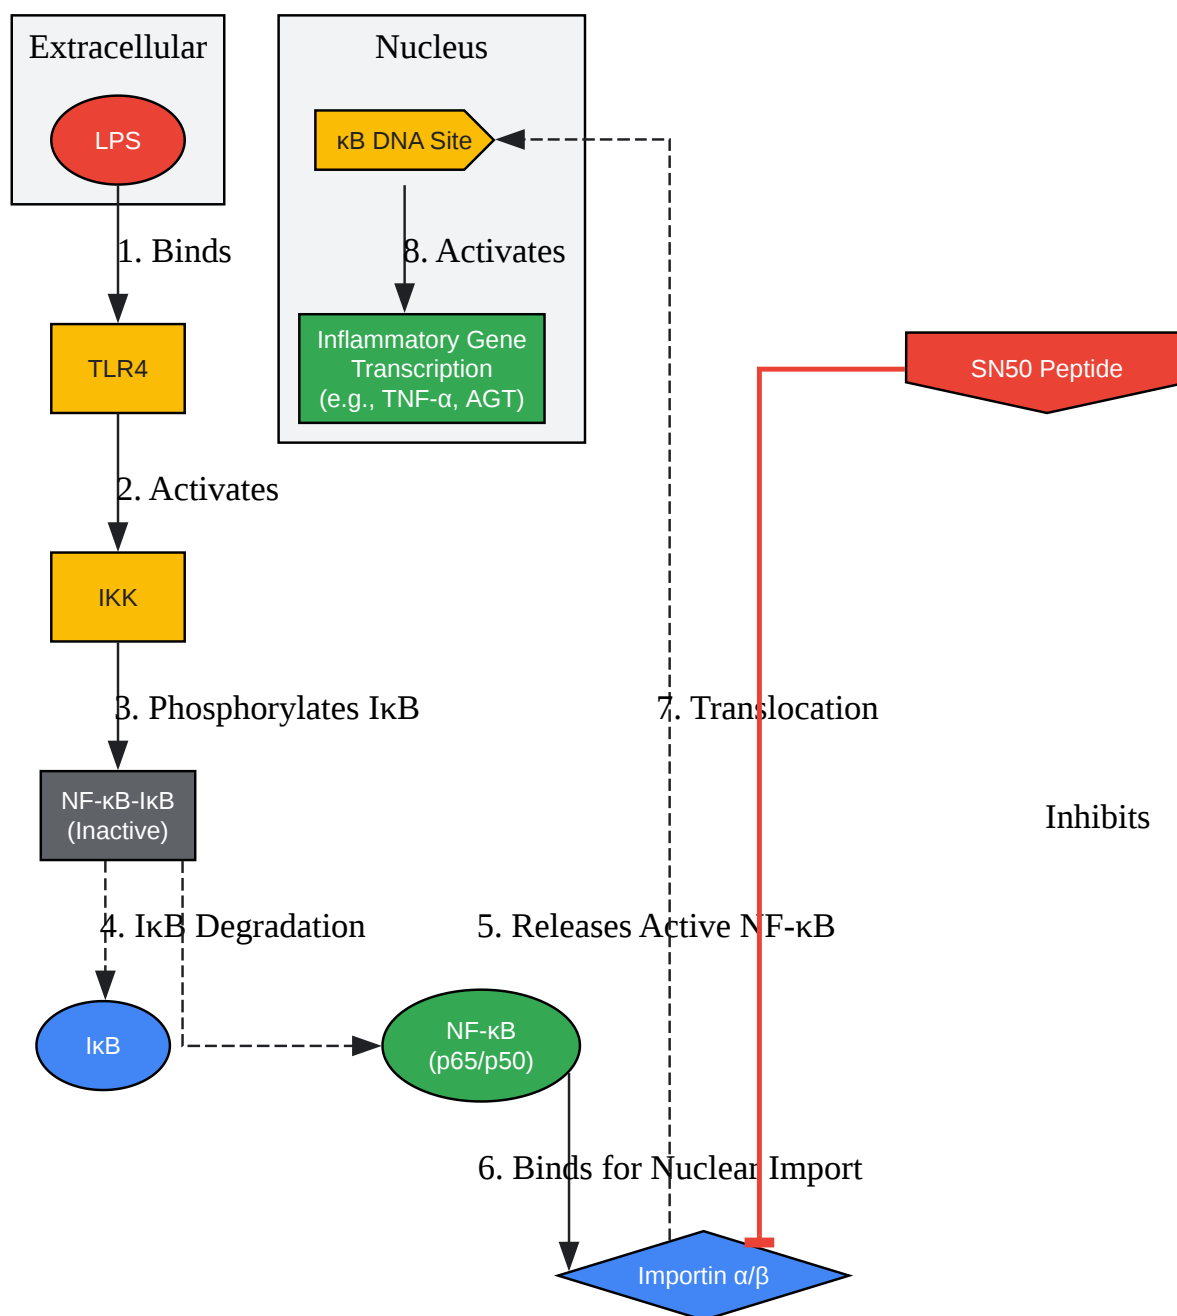 Extracellular
LPS
1. Binds
TLR4
2. Activates
IKK
3. Phosphorylates IκB
NF-κB-IκB
(Inactive)
4. IκB Degradation
IκB
Nucleus
κB DNA Site
8. Activates
Inflammatory Gene
Transcription
(e.g., TNF-α, AGT)
5. Releases Active NF-κB
NF-κB
(p65/p50)
6. Binds for Nuclear Import
Importin α/β
7. Translocation
SN50 Peptide
Inhibits